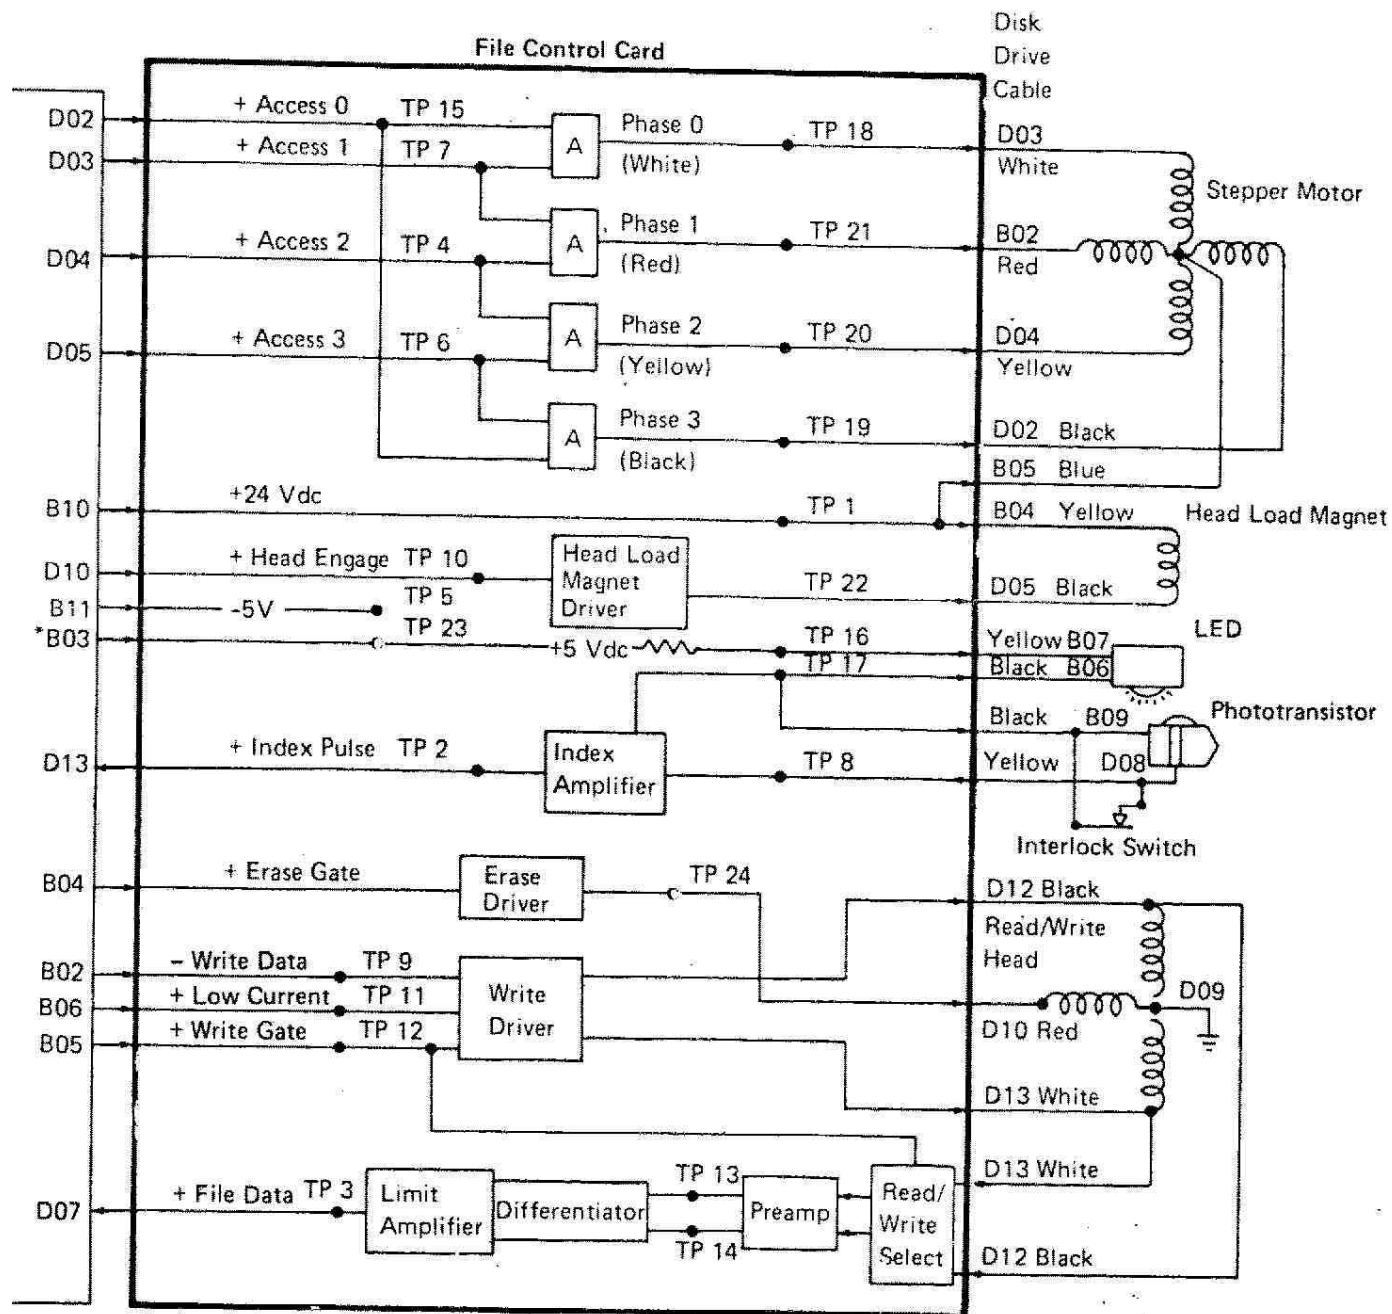 Disk
Drive
Cable
File Control Card
D02 + Access 0 TP 15 Phase 0 TP 18 D03
D03 + Access 1 TP 7 A (White) White
Stepper Motor
D04 + Access 2 TP 4 A Phase 1 TP 21 B02
(Red) Red
D05 + Access 3 TP 6 A Phase 2 TP 20 D04
(Yellow) Yellow
A Phase 3 TP 19 D02 Black
(Black) B05 Blue
B10 +24 Vdc TP 1 B04 Yellow Head Load Magnet
D10 + Head Engage TP 10 Head Load
Magnet
Driver
TP 22 D05 Black
B11 -5V TP 5
*B03 TP 23 +5 Vdc TP 16 Yellow B07 LED
TP 17 Black B06
Black B09 Phototransistor
D13 + Index Pulse TP 2 Index
Amplifier
TP 8 Yellow D08
Interlock Switch
B04 + Erase Gate Erase
Driver
TP 24 D12 Black
Read/Write
Head
B02 - Write Data TP 9
B06 + Low Current TP 11 Write
Driver
B05 + Write Gate TP 12
D09
D10 Red
D13 White
D13 White
D07 + File Data TP 3 Limit
Amplifier
Differentiator TP 13
TP 14
Preamp
Read/
Write
Select
D12 Black